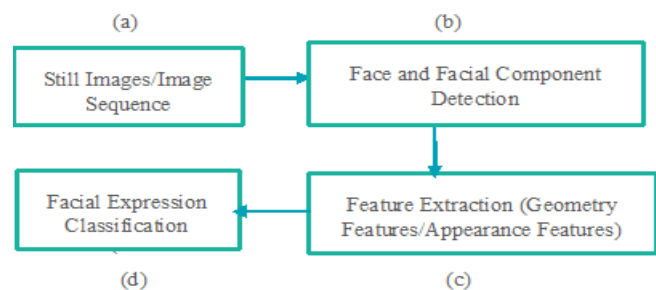 (a)
(b)
Still Images/Image
Sequence
Face and Facial Component
Detection
Facial Expression
Classification
Feature Extraction (Geometry
Features/Appearance Features)
(d)
(c)